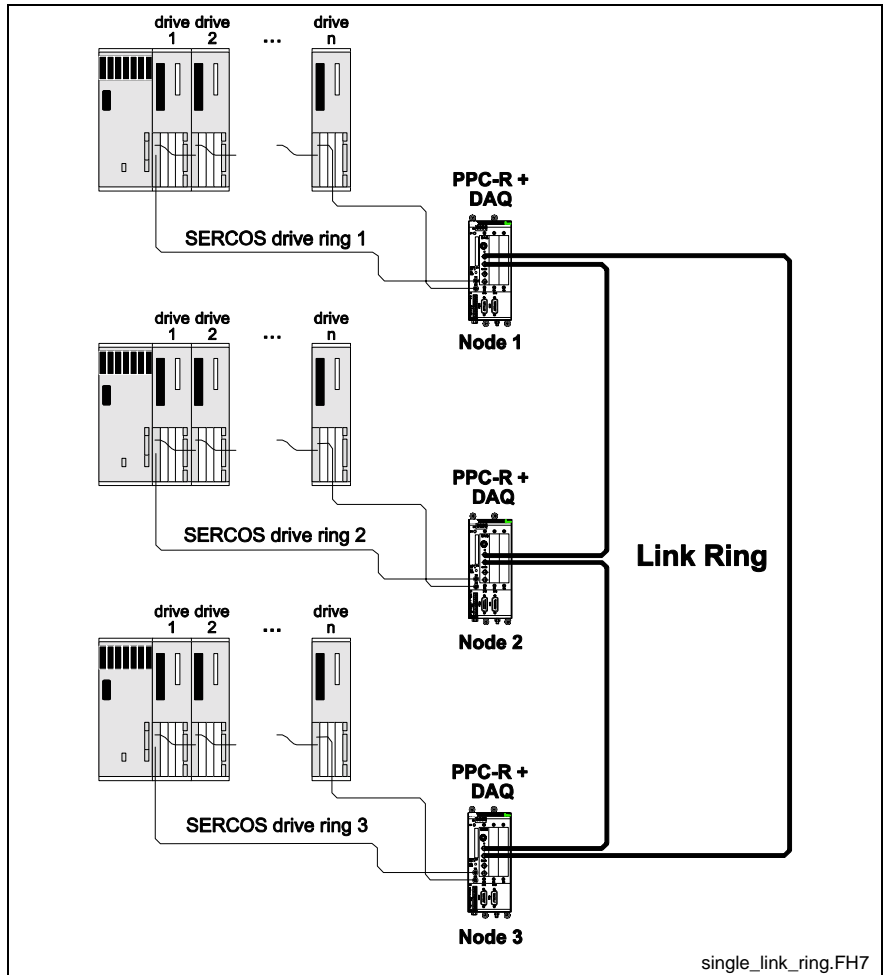 drive drive ... drive
1 2 n
PPC-R +
DAQ
SERCOS drive ring 1
Node 1
drive drive ... drive
1 2 n
PPC-R +
DAQ
SERCOS drive ring 2
Link Ring
Node 2
drive drive ... drive
1 2 n
PPC-R +
DAQ
SERCOS drive ring 3
Node 3
single_link_ring.FH7